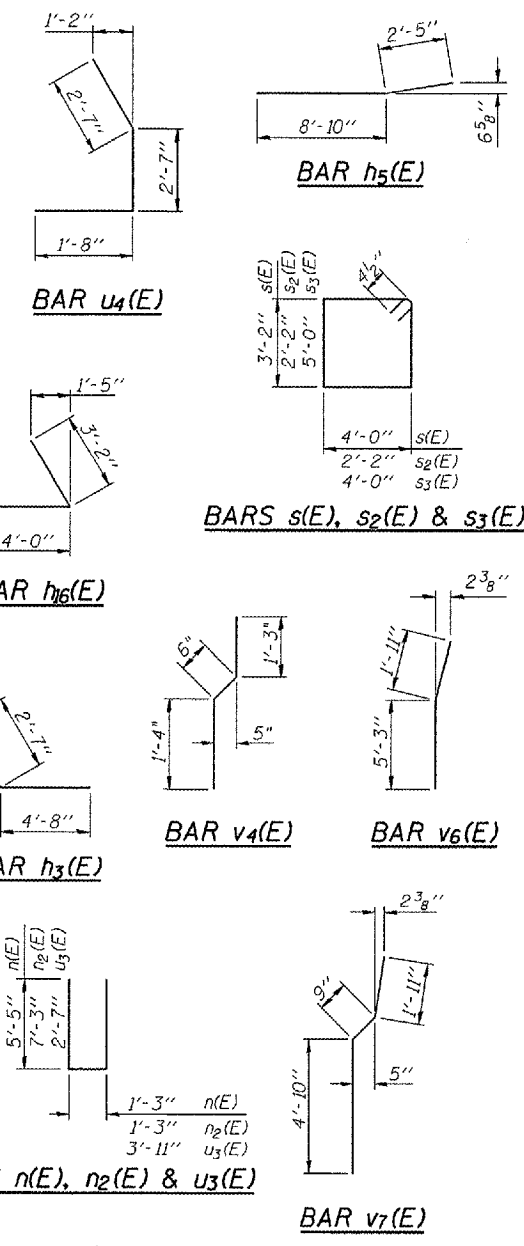 1'-2"
2'-7"
2'-7"
1'-8"
BAR u4(E)
2'-5"
6 5/8"
8'-10"
BAR h5(E)
s(E) s2(E) s3(E)
3'-2" 2'-2" 5'-0"
4 1/2"
4'-0" s(E)
2'-2" s2(E)
4'-0" s3(E)
BARS s(E), s2(E) & s3(E)
1'-5"
3'-2"
4'-0"
AR h16(E)
2'-7"
4'-8"
AR h3(E)
6"
1'-3"
1'-4"
5"
BAR v4(E)
2 3/8"
1'-11"
5'-3"
BAR v6(E)
n(E) n2(E) u3(E)
5'-5" 7'-3" 2'-7"
1'-3" n(E)
1'-3" n2(E)
3'-11" u3(E)
n(E), n2(E) & u3(E)
2 3/8"
9"
1'-11"
4'-10"
5"
BAR v7(E)